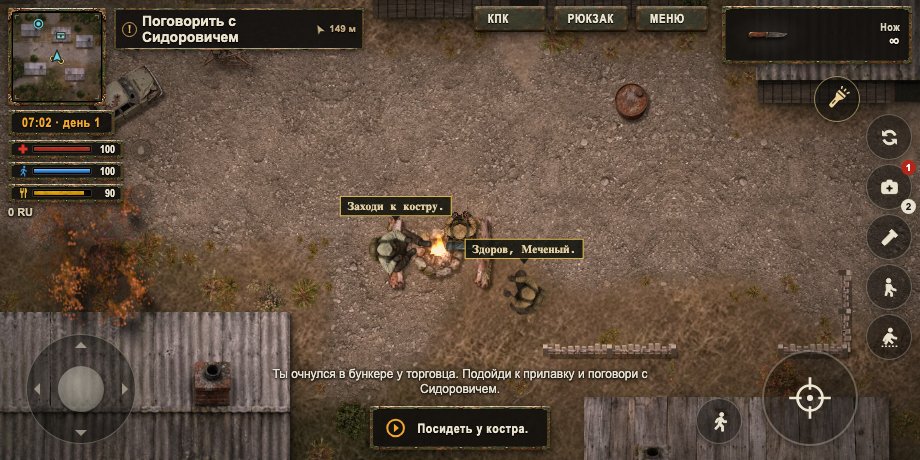 Поговорить с
Сидоровичем
149 м
КПК
РЮКЗАК
МЕНЮ
Нож
∞
07:02 · день 1
100
100
90
0 RU
1
2
Заходи к костру.
Здоров, Меченый.
Ты очнулся в бункере у торговца. Подойди к прилавку и поговори с
Сидоровичем.
Посидеть у костра.